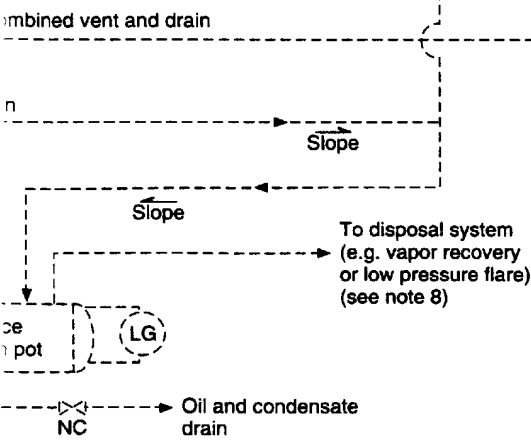 combined vent and drain
n
Slope
Slope
To disposal system
(e.g. vapor recovery
or low pressure flare)
(see note 8)
ce
pot
LG
Oil and condensate
drain
NC